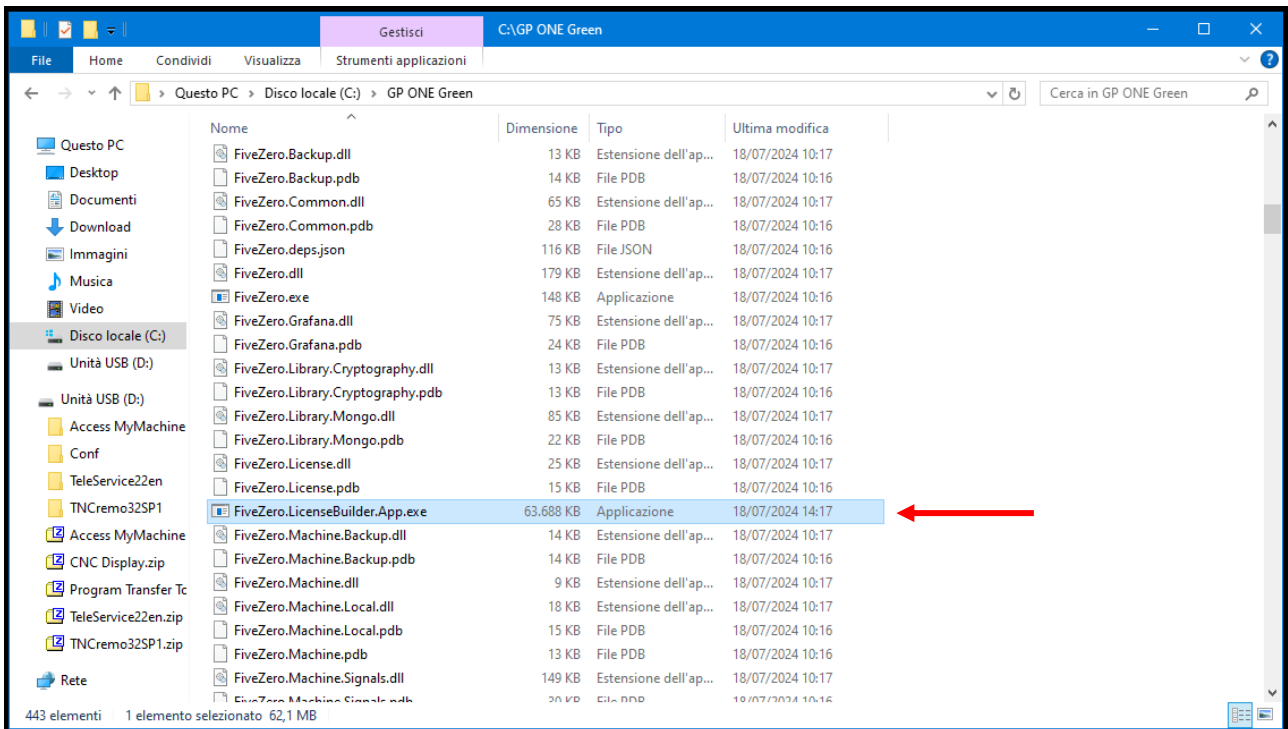 Gestisci C:\GP ONE Green
File Home Condividi Visualizza Strumenti applicazioni
Questo PC > Disco locale (C:) > GP ONE Green Cerca in GP ONE Green
Nome Dimensione Tipo Ultima modifica
Questo PC
Desktop
Documenti
Download
Immagini
Musica
Video
Disco locale (C:)
Unità USB (D:)
Unità USB (D:)
Access MyMachine
Conf
TeleService22en
TNCremo32SP1
Access MyMachine
CNC Display.zip
Program Transfer Tc
TeleService22en.zip
TNCremo32SP1.zip
Rete
FiveZero.Backup.dll 13 KB Estensione dell'ap... 18/07/2024 10:17
FiveZero.Backup.pdb 14 KB File PDB 18/07/2024 10:16
FiveZero.Common.dll 65 KB Estensione dell'ap... 18/07/2024 10:17
FiveZero.Common.pdb 28 KB File PDB 18/07/2024 10:16
FiveZero.deps.json 116 KB File JSON 18/07/2024 10:16
FiveZero.dll 179 KB Estensione dell'ap... 18/07/2024 10:17
FiveZero.exe 148 KB Applicazione 18/07/2024 10:16
FiveZero.Grafana.dll 75 KB Estensione dell'ap... 18/07/2024 10:17
FiveZero.Grafana.pdb 24 KB File PDB 18/07/2024 10:16
FiveZero.Library.Cryptography.dll 13 KB Estensione dell'ap... 18/07/2024 10:17
FiveZero.Library.Cryptography.pdb 13 KB File PDB 18/07/2024 10:16
FiveZero.Library.Mongo.dll 85 KB Estensione dell'ap... 18/07/2024 10:17
FiveZero.Library.Mongo.pdb 22 KB File PDB 18/07/2024 10:16
FiveZero.License.dll 25 KB Estensione dell'ap... 18/07/2024 10:17
FiveZero.License.pdb 15 KB File PDB 18/07/2024 10:16
FiveZero.LicenseBuilder.App.exe 63.688 KB Applicazione 18/07/2024 14:17
FiveZero.Machine.Backup.dll 14 KB Estensione dell'ap... 18/07/2024 10:17
FiveZero.Machine.Backup.pdb 14 KB File PDB 18/07/2024 10:16
FiveZero.Machine.dll 9 KB Estensione dell'ap... 18/07/2024 10:17
FiveZero.Machine.Local.dll 18 KB Estensione dell'ap... 18/07/2024 10:17
FiveZero.Machine.Local.pdb 15 KB File PDB 18/07/2024 10:16
FiveZero.Machine.pdb 13 KB File PDB 18/07/2024 10:16
FiveZero.Machine.Signals.dll 149 KB Estensione dell'ap... 18/07/2024 10:17
FiveZero.Machine.Signals.pdb 30 KB File PDB 18/07/2024 10:16
443 elementi 1 elemento selezionato 62,1 MB